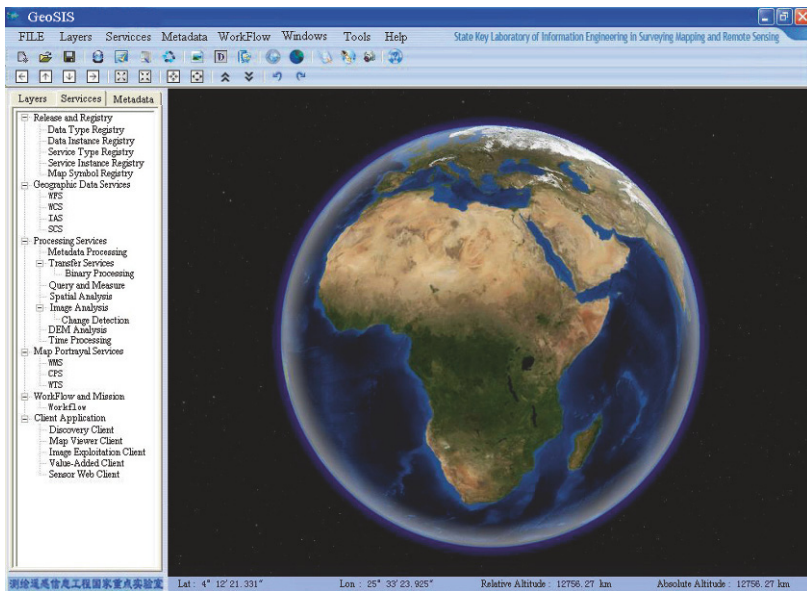 GeoSIS
FILE Layers Servicces Metadata WorkFlow Windows Tools Help State Key Laboratory of Information Engineering in Surveying Mapping and Remote Sensing
D
Layers Servicces Metadata
Release and Registry
Data Type Registry
Data Instance Registry
Service Type Registry
Service Instance Registry
Map Symbol Registry
Geographic Data Services
WFS
WCS
IAS
SCS
Processing Services
Metadata Processing
Transfer Services
Binary Processing
Query and Measure
Spatial Analysis
Image Analysis
Change Detection
DEM Analysis
Time Processing
Map Portrayal Services
WMS
CPS
WTS
WorkFlow and Mission
Workflow
Client Application
Discovery Client
Map Viewer Client
Image Exploitation Client
Value-Added Client
Sensor Web Client
测绘遥感信息工程国家重点实验室 Lat : 4° 12'21.331" Lon : 25° 33'23.925" Relative Altitude : 12756.27 km Absolute Altitude : 12756.27 km